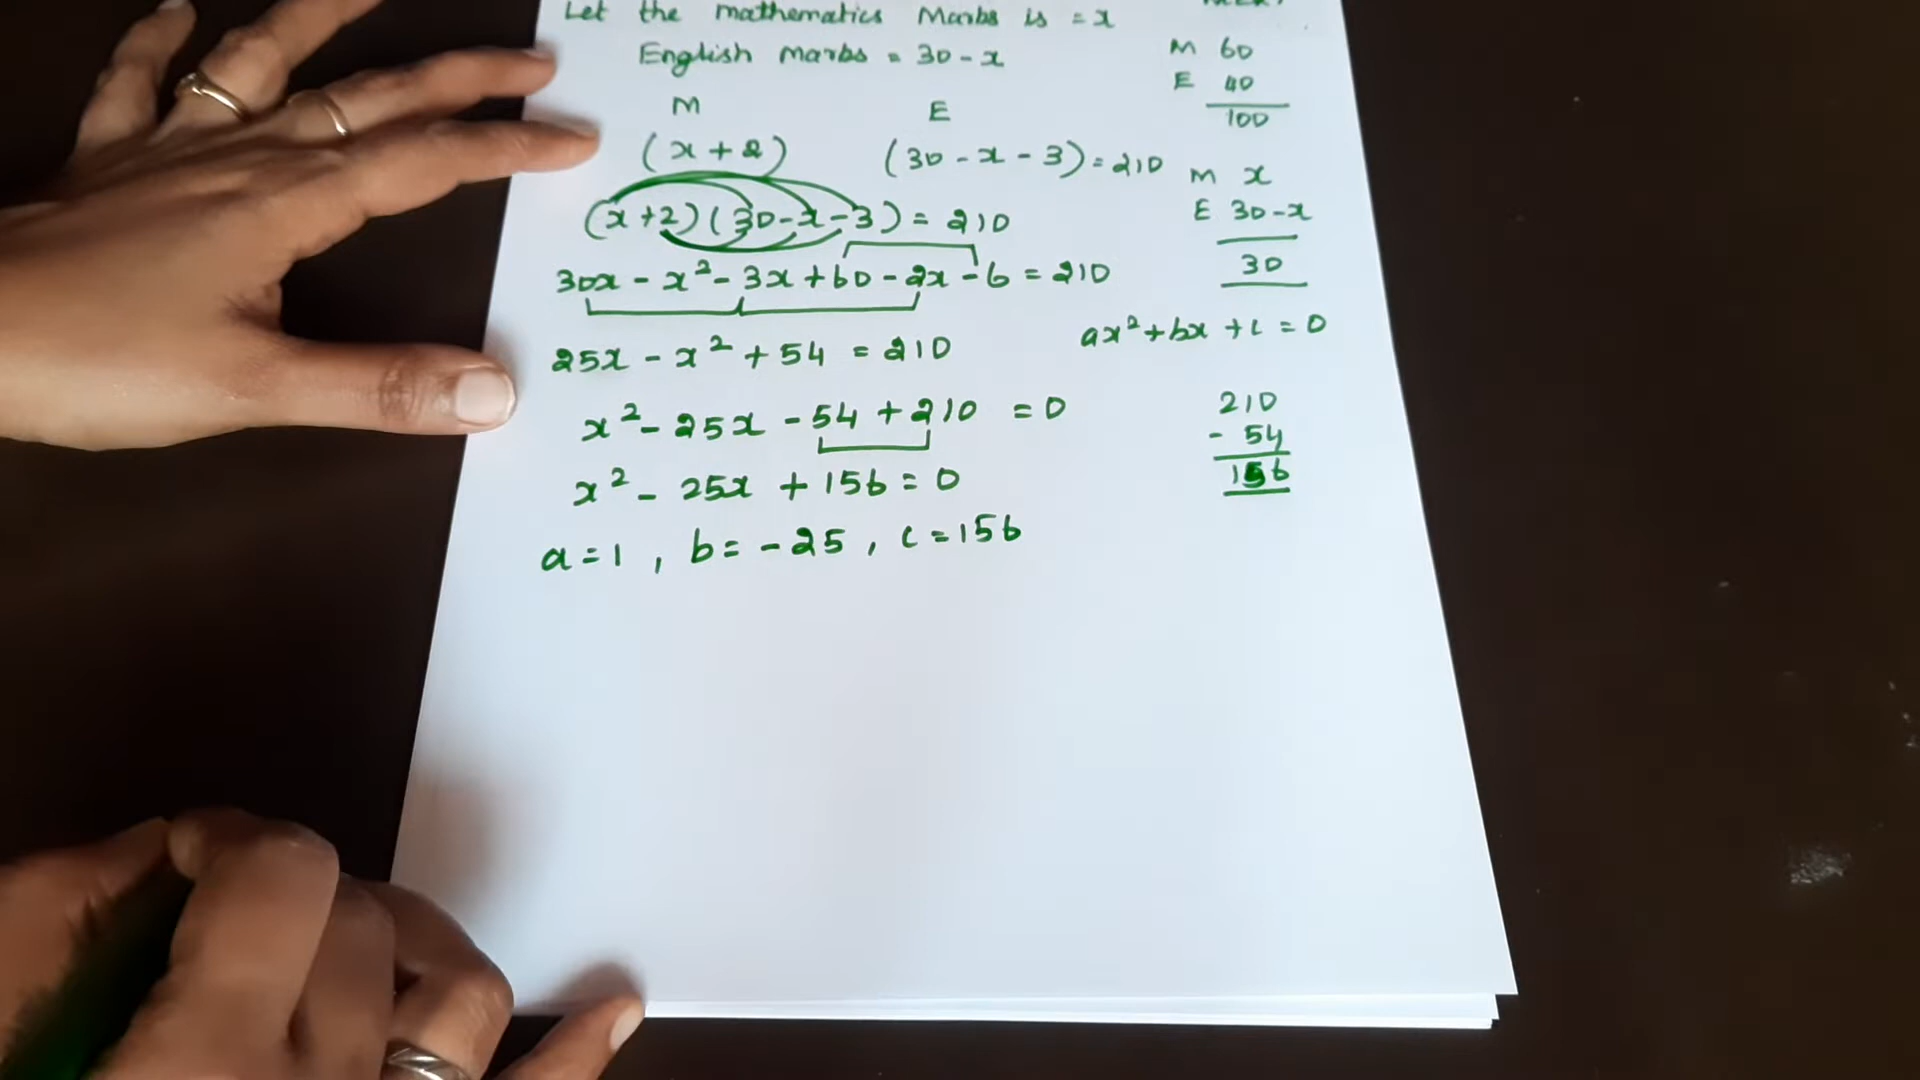 Let the mathematics Marks is = x
English marks = 30 - x
M 60
E 40
100
M E
(x + 2) (30 - x - 3) = 210
M x
E 30-x
30
(x+2)(30-x-3) = 210
30x - x² - 3x + 60 - 2x - 6 = 210
ax² + bx + c = 0
25x - x² + 54 = 210
x² - 25x - 54 + 210 = 0
210
- 54
156
x² - 25x + 156 = 0
a = 1 , b = -25 , c = 156